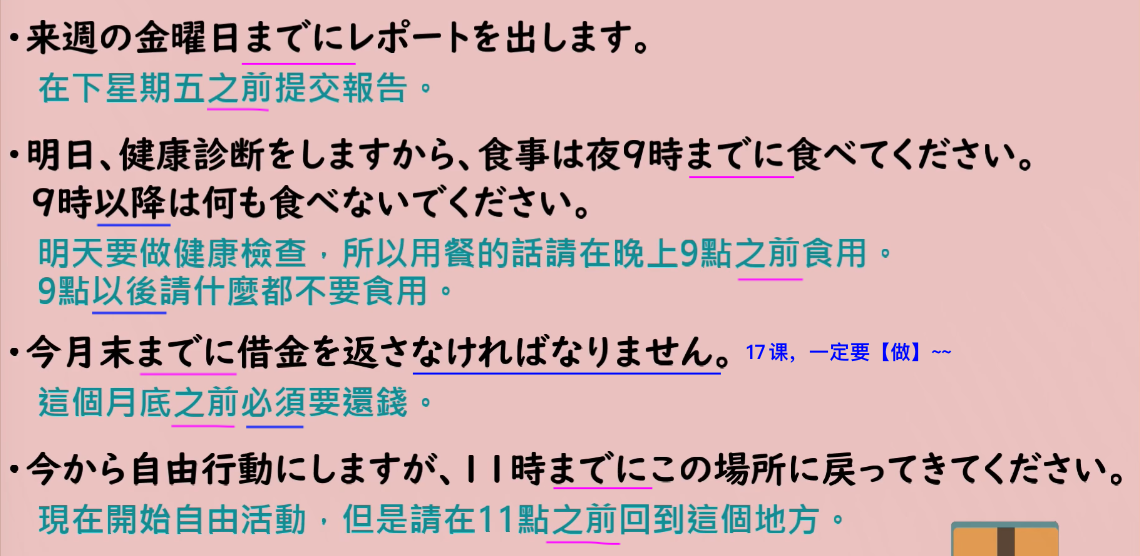 ・来週の金曜日までにレポートを出します。
在下星期五之前提交報告。
・明日、健康診断をしますから、食事は夜9時までに食べてください。
9時以降は何も食べないでください。
明天要做健康檢查，所以用餐的話請在晚上9點之前食用。
9點以後請什麼都不要食用。
・今月末までに借金を返さなければなりません。 17课，一定要【做】~~
這個月底之前必須要還錢。
・今から自由行動にしますが、11時までにこの場所に戻ってきてください。
現在開始自由活動，但是請在11點之前回到這個地方。